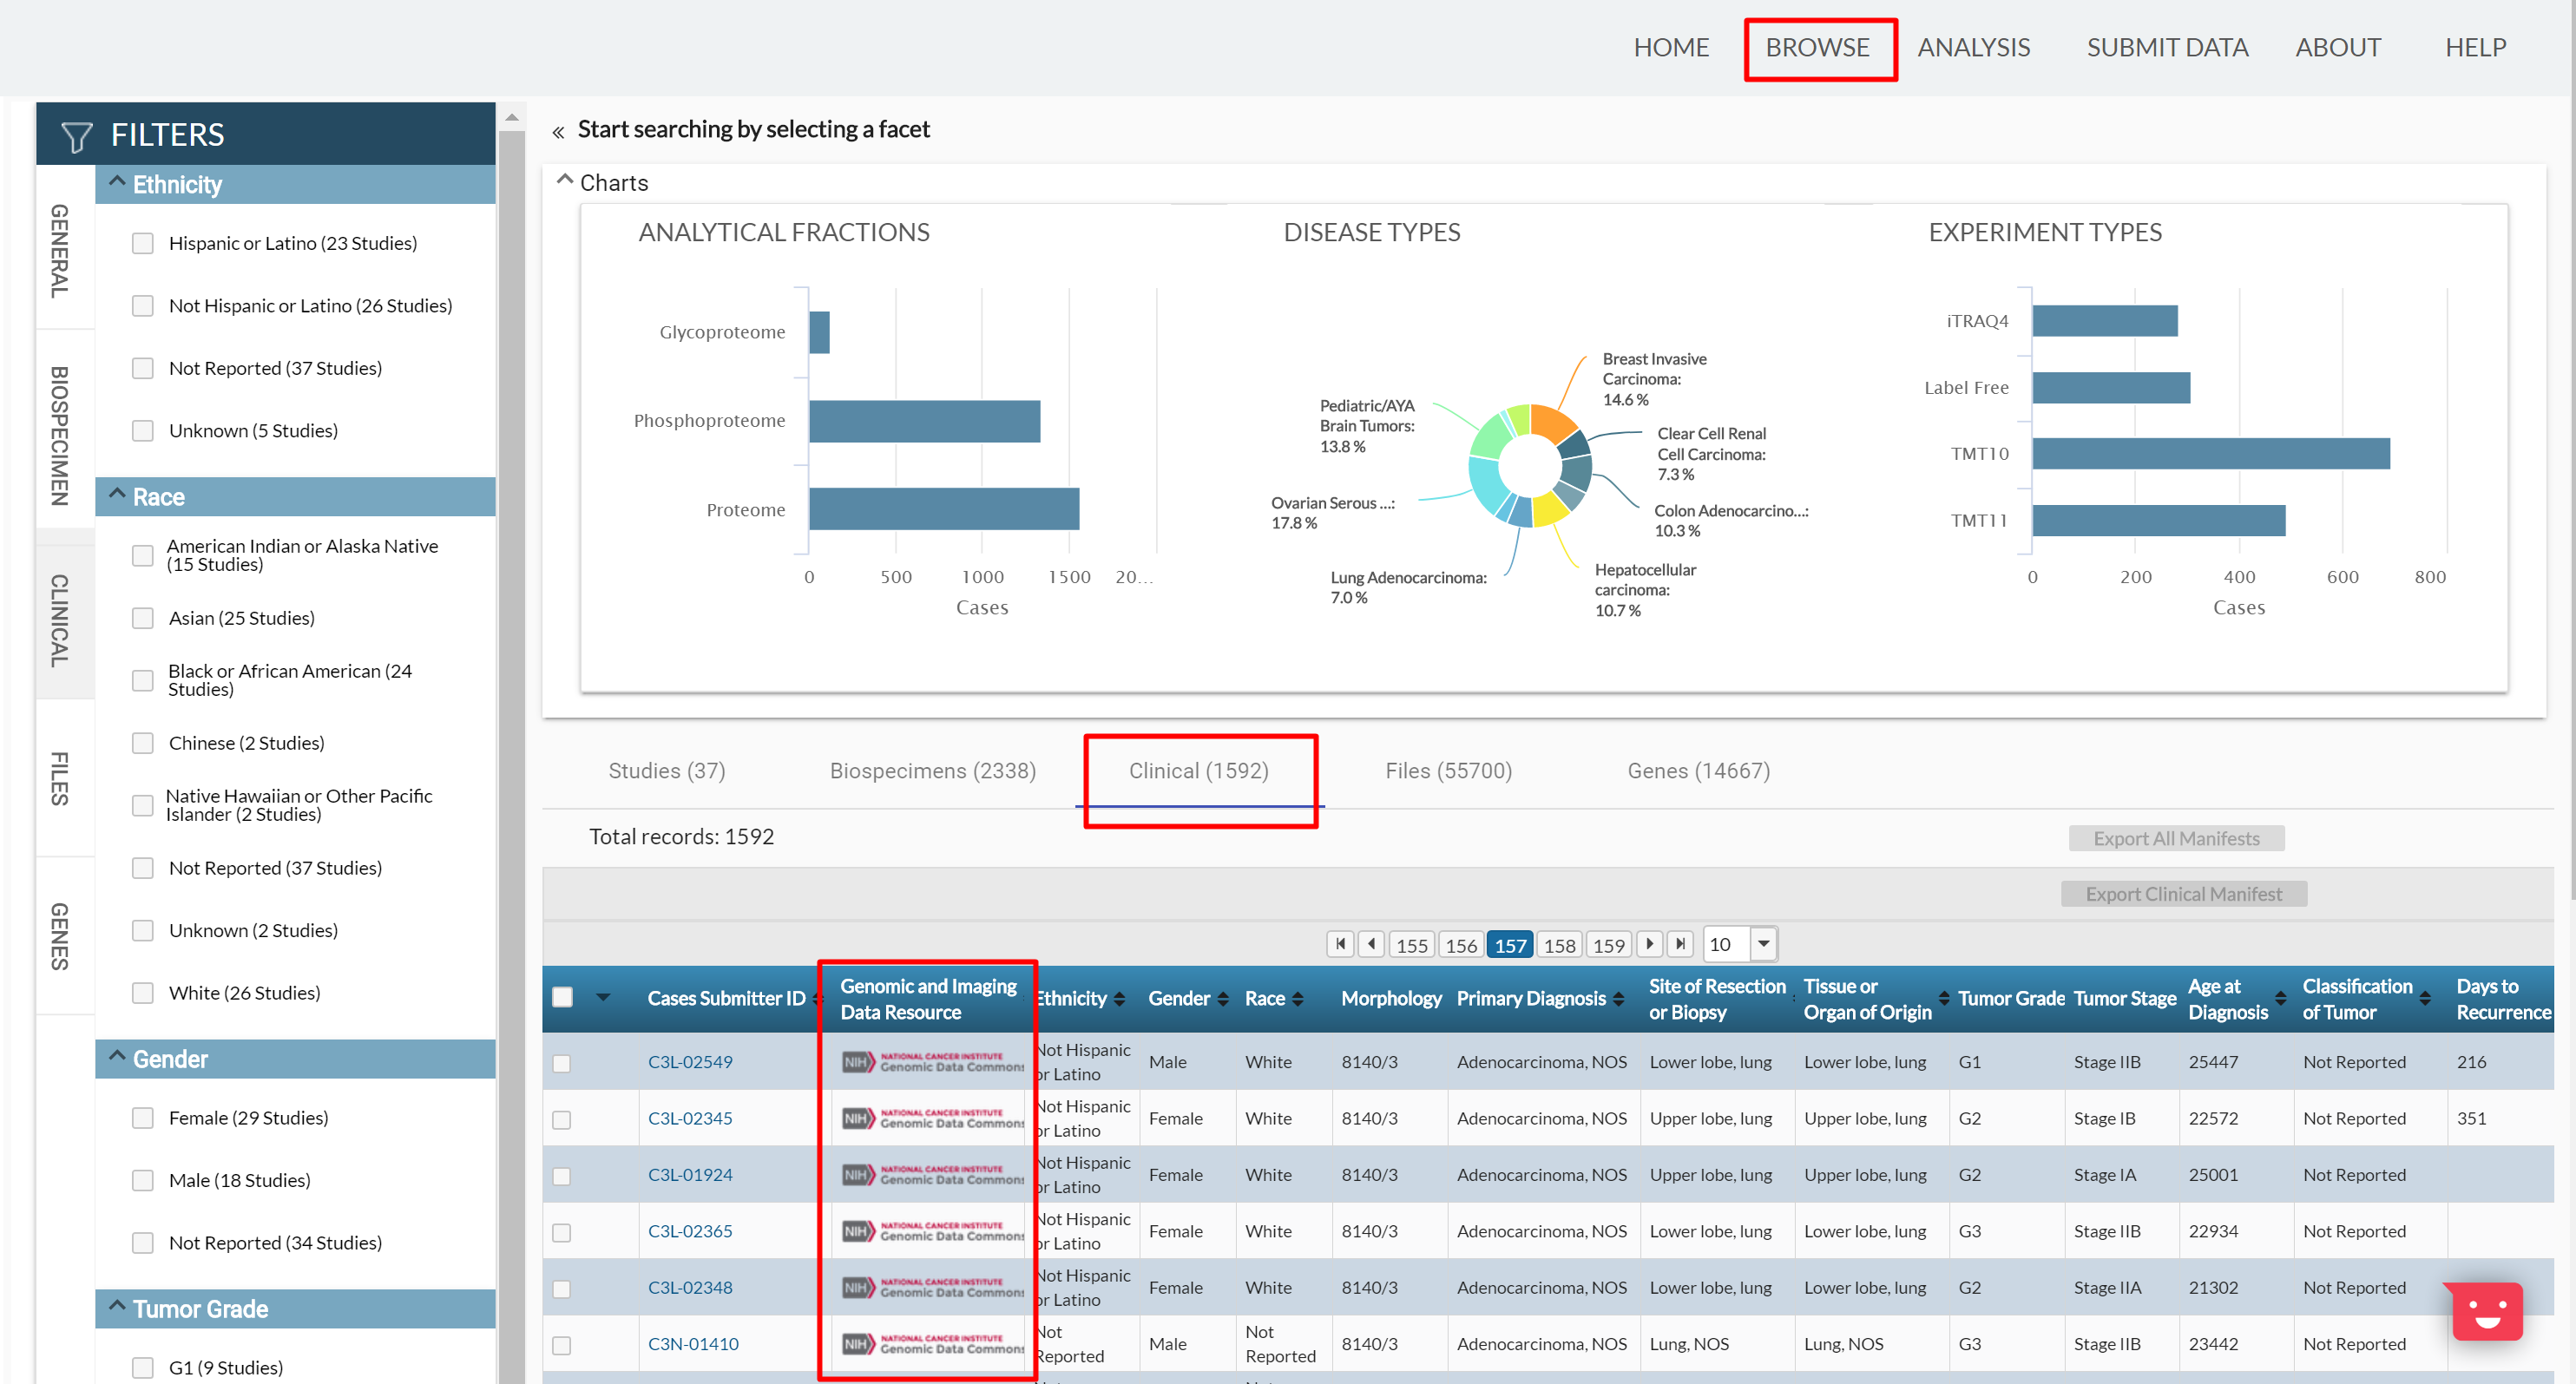 HOME BROWSE ANALYSIS SUBMIT DATA ABOUT HELP
FILTERS
GENERAL
BIOSPECIMEN
CLINICAL
FILES
GENES
Ethnicity
Hispanic or Latino (23 Studies)
Not Hispanic or Latino (26 Studies)
Not Reported (37 Studies)
Unknown (5 Studies)
Race
American Indian or Alaska Native
(15 Studies)
Asian (25 Studies)
Black or African American (24
Studies)
Chinese (2 Studies)
Native Hawaiian or Other Pacific
Islander (2 Studies)
Not Reported (37 Studies)
Unknown (2 Studies)
White (26 Studies)
Gender
Female (29 Studies)
Male (18 Studies)
Not Reported (34 Studies)
Tumor Grade
G1 (9 Studies)
« Start searching by selecting a facet
Charts
ANALYTICAL FRACTIONS
Glycoproteome
Phosphoproteome
Proteome
0 500 1000 1500 20...
Cases
DISEASE TYPES
Breast Invasive
Carcinoma:
14.6 %
Clear Cell Renal
Cell Carcinoma:
7.3 %
Colon Adenocarcino...:
10.3 %
Hepatocellular
carcinoma:
10.7 %
Lung Adenocarcinoma:
7.0 %
Ovarian Serous ...:
17.8 %
Pediatric/AYA
Brain Tumors:
13.8 %
EXPERIMENT TYPES
iTRAQ4
Label Free
TMT10
TMT11
0 200 400 600 800
Cases
Studies (37) Biospecimens (2338) Clinical (1592) Files (55700) Genes (14667)
Total records: 1592
Export All Manifests
Export Clinical Manifest
155 156 157 158 159 10
Cases Submitter ID Genomic and Imaging Data Resource Ethnicity Gender Race Morphology Primary Diagnosis Site of Resection or Biopsy Tissue or Organ of Origin Tumor Grade Tumor Stage Age at Diagnosis Classification of Tumor Days to Recurrence
C3L-02549 NIH NATIONAL CANCER INSTITUTE Genomic Data Commons Not Hispanic or Latino Male White 8140/3 Adenocarcinoma, NOS Lower lobe, lung Lower lobe, lung G1 Stage IIB 25447 Not Reported 216
C3L-02345 NIH NATIONAL CANCER INSTITUTE Genomic Data Commons Not Hispanic or Latino Female White 8140/3 Adenocarcinoma, NOS Upper lobe, lung Upper lobe, lung G2 Stage IB 22572 Not Reported 351
C3L-01924 NIH NATIONAL CANCER INSTITUTE Genomic Data Commons Not Hispanic or Latino Female White 8140/3 Adenocarcinoma, NOS Upper lobe, lung Upper lobe, lung G2 Stage IA 25001 Not Reported
C3L-02365 NIH NATIONAL CANCER INSTITUTE Genomic Data Commons Not Hispanic or Latino Female White 8140/3 Adenocarcinoma, NOS Lower lobe, lung Lower lobe, lung G3 Stage IIB 22934 Not Reported
C3L-02348 NIH NATIONAL CANCER INSTITUTE Genomic Data Commons Not Hispanic or Latino Female White 8140/3 Adenocarcinoma, NOS Lower lobe, lung Lower lobe, lung G2 Stage IIA 21302 Not Reported
C3N-01410 NIH NATIONAL CANCER INSTITUTE Genomic Data Commons Not Reported Male Not Reported 8140/3 Adenocarcinoma, NOS Lung, NOS Lung, NOS G3 Stage IIB 23442 Not Reported